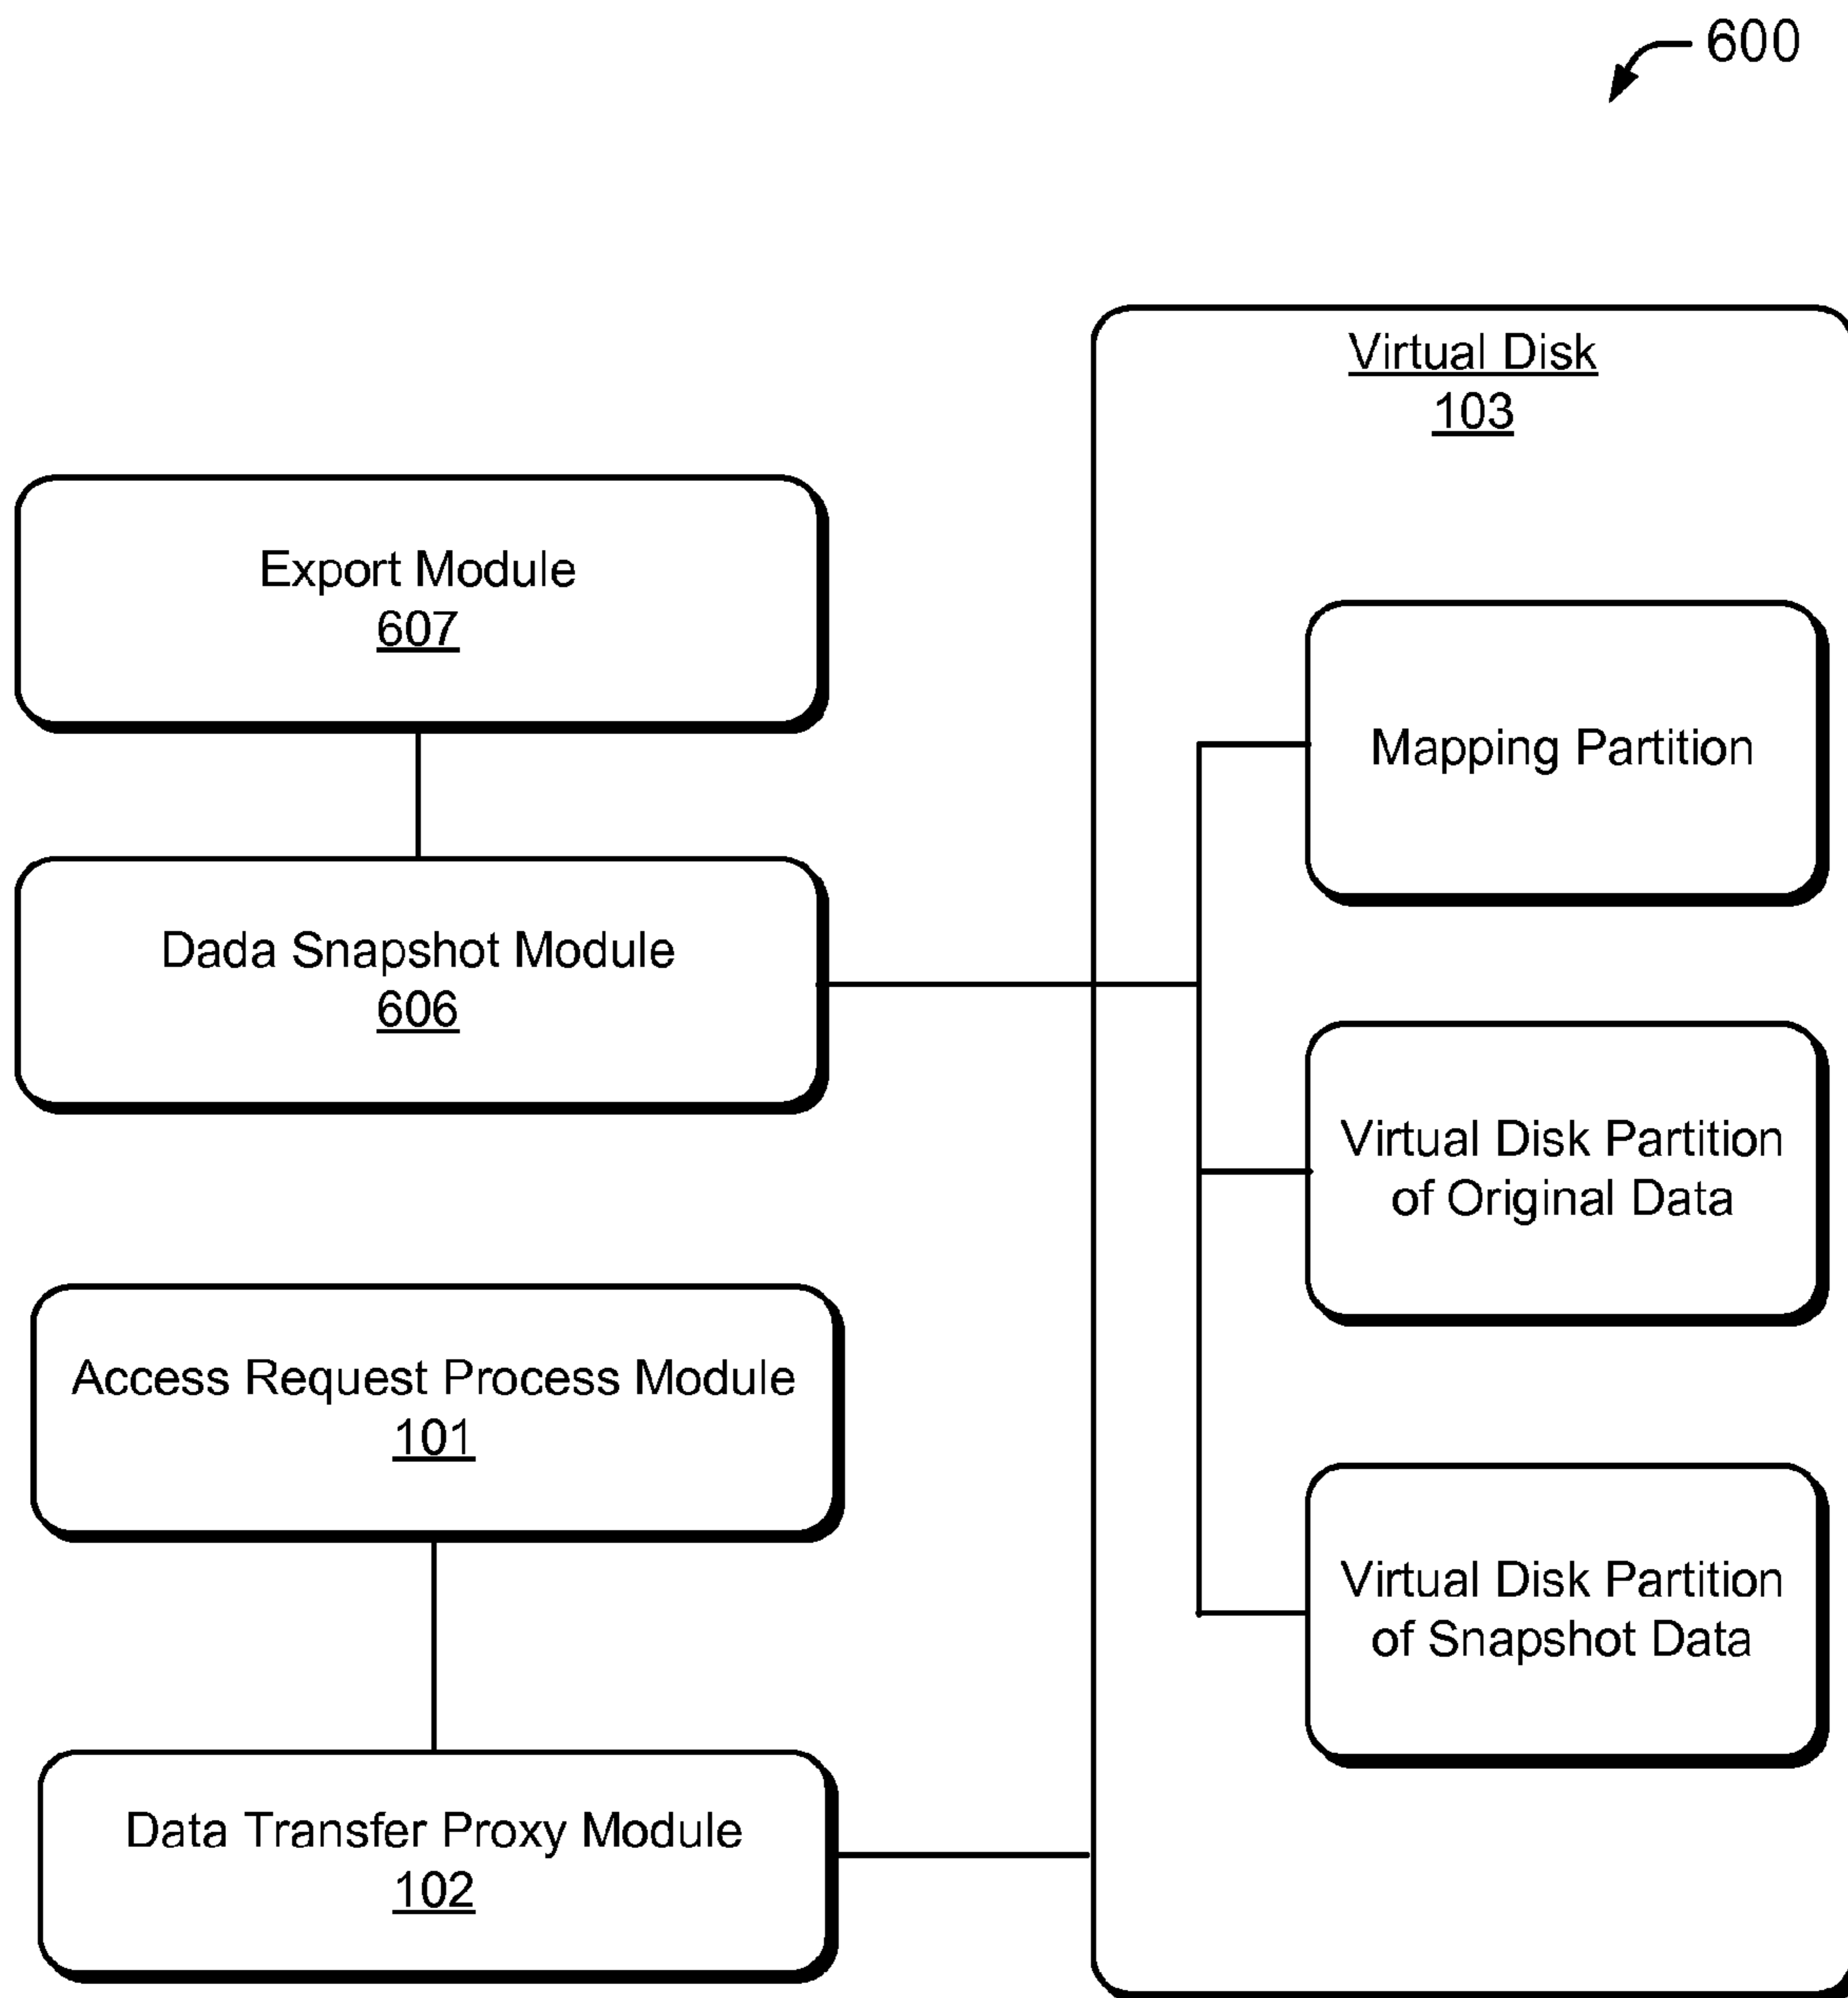 600
Virtual Disk
103
Export Module
607
Mapping Partition
Dada Snapshot Module
606
Virtual Disk Partition
of Original Data
Access Request Process Module
101
Virtual Disk Partition
of Snapshot Data
Data Transfer Proxy Module
102